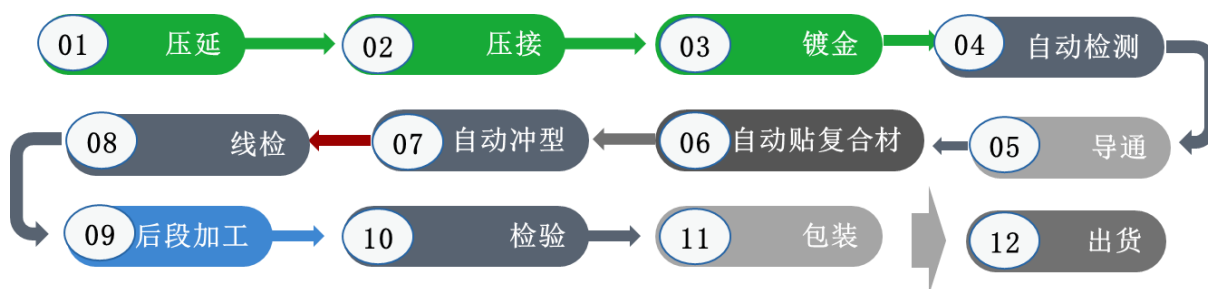 01 压延
02 压接
03 镀金
04 自动检测
05 导通
06 自动贴复合材
07 自动冲型
08 线检
09 后段加工
10 检验
11 包装
12 出货